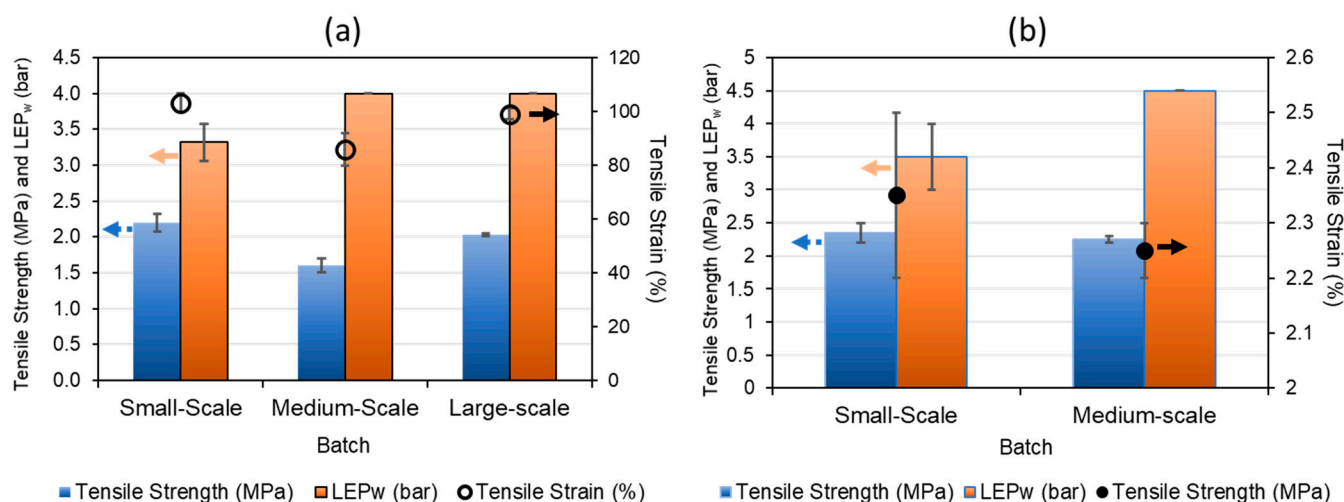 (a)
Tensile Strength (MPa) and LEPw (bar)
4.5
4.0
3.5
3.0
2.5
2.0
1.5
1.0
0.5
0.0
120
100
80
60
40
20
0
Tensile Strain (%)
Small-Scale Medium-Scale Large-scale
Batch
Tensile Strength (MPa) LEPw (bar) Tensile Strain (%)
(b)
Tensile Strength (MPa) and LEPw (bar)
5
4.5
4
3.5
3
2.5
2
1.5
1
0.5
0
2.6
2.5
2.4
2.3
2.2
2.1
2
Tensile Strain (%)
Small-Scale Medium-scale
Batch
Tensile Strength (MPa) LEPw (bar) Tensile Strength (MPa)